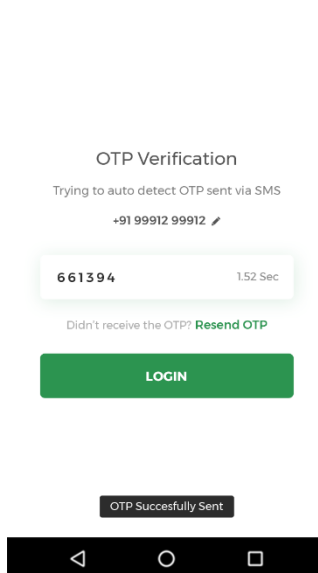 OTP Verification
Trying to auto detect OTP sent via SMS
+91 99912 99912
661394 1.52 Sec
Didn't receive the OTP? Resend OTP
LOGIN
OTP Succesfully Sent